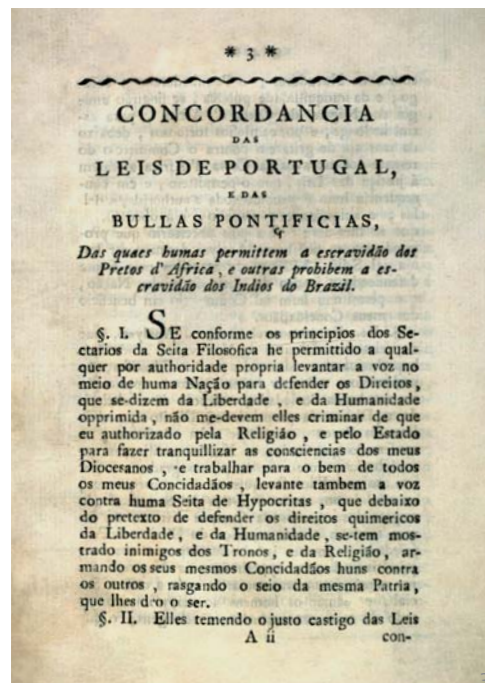 * 3 *
CONCORDANCIA
DAS
LEIS DE PORTUGAL,
E DAS
BULLAS PONTIFICIAS,
Das quaes humas permittem a escravidão dos
Pretos d' Africa, e outras prohibem a es-
cravidão dos Indios do Brazil.
§. I. SE conforme os principios dos Se-
ctarios da Seita Filosofica he permittido a qual-
quer por authoridade propria levantar a voz no
meio de huma Nação para defender os Direitos,
que se-dizem da Liberdade, e da Humanidade
opprimida, não me-devem elles criminar de que
eu authorizado pela Religião, e pelo Estado
para fazer tranquillizar as consciencias dos meus
Diocesanos, e trabalhar para o bem de todos
os meus Concidadãos, levante tambem a voz
contra huma Seita de Hypocritas, que debaixo
do pretexto de defender os direitos quimericos
da Liberdade, e da Humanidade, se-tem mos-
trado inimigos dos Tronos, e da Religião, ar-
mando os seus mesmos Concidadãos huns contra
os outros, rasgando o seio da mesma Patria,
que lhes deo o ser.
§. II. Elles temendo o justo castigo das Leis
A ii con-